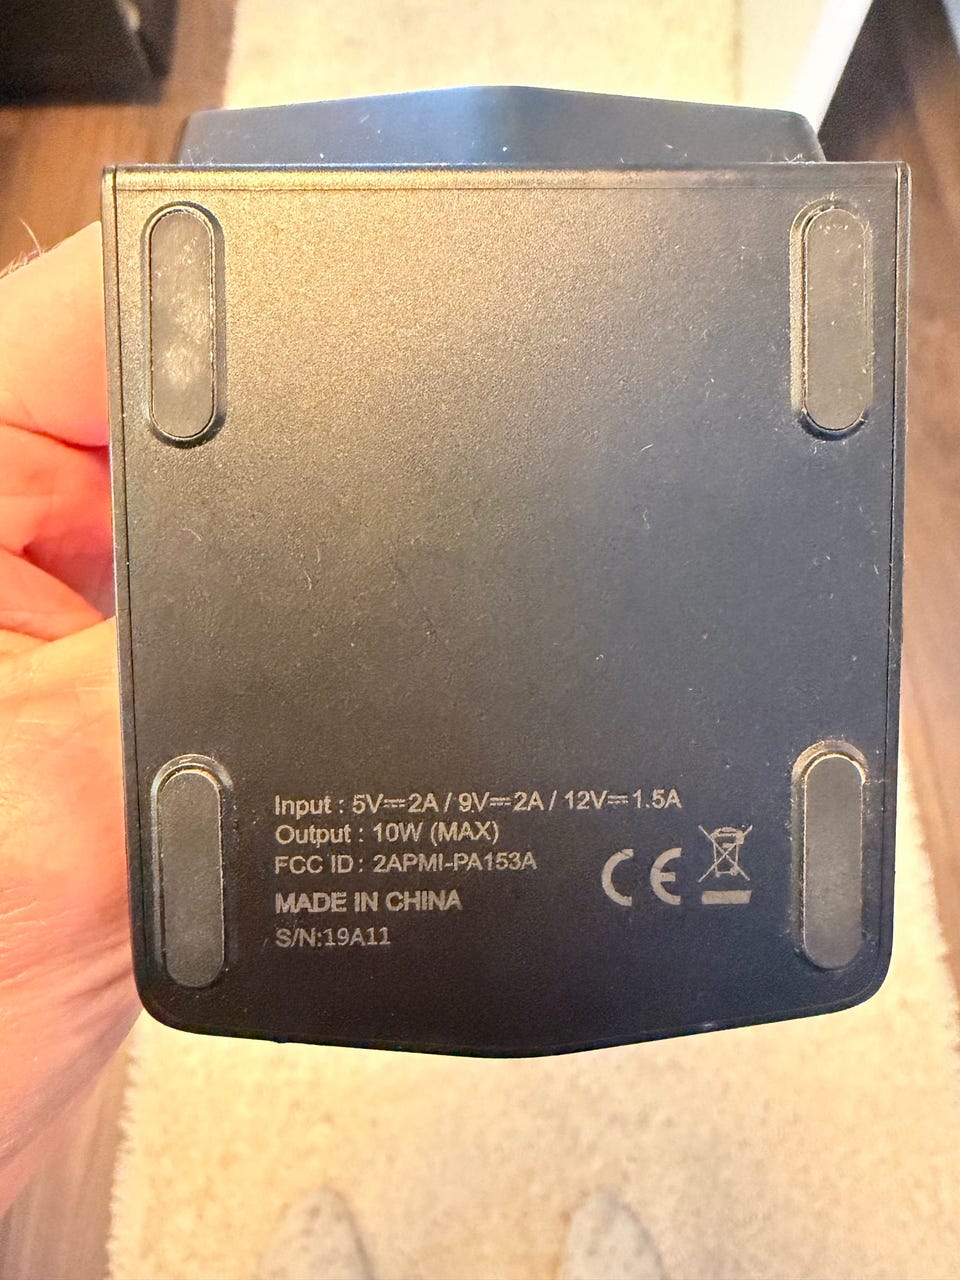 Input : 5V⎓2A / 9V⎓2A / 12V⎓1.5A
Output : 10W (MAX)
FCC ID : 2APMI-PA153A
MADE IN CHINA
S/N:19A11
CE